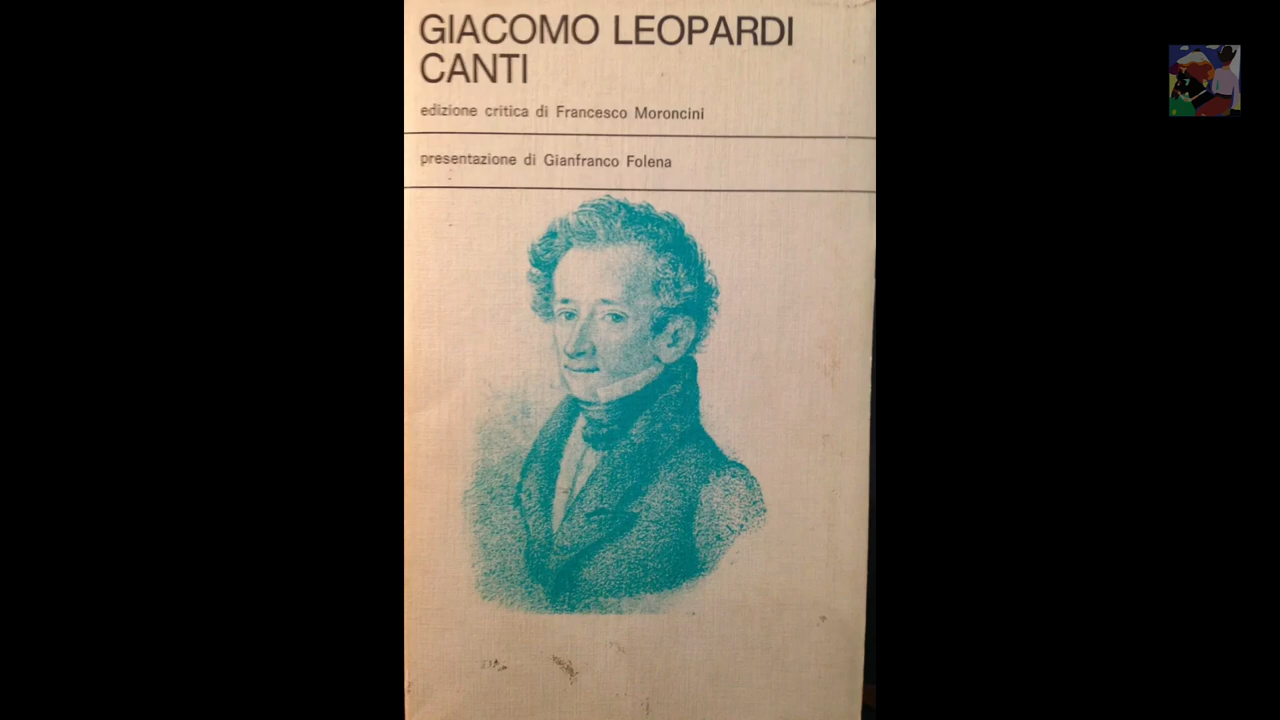 GIACOMO LEOPARDI
CANTI
edizione critica di Francesco Moroncini
presentazione di Gianfranco Folena